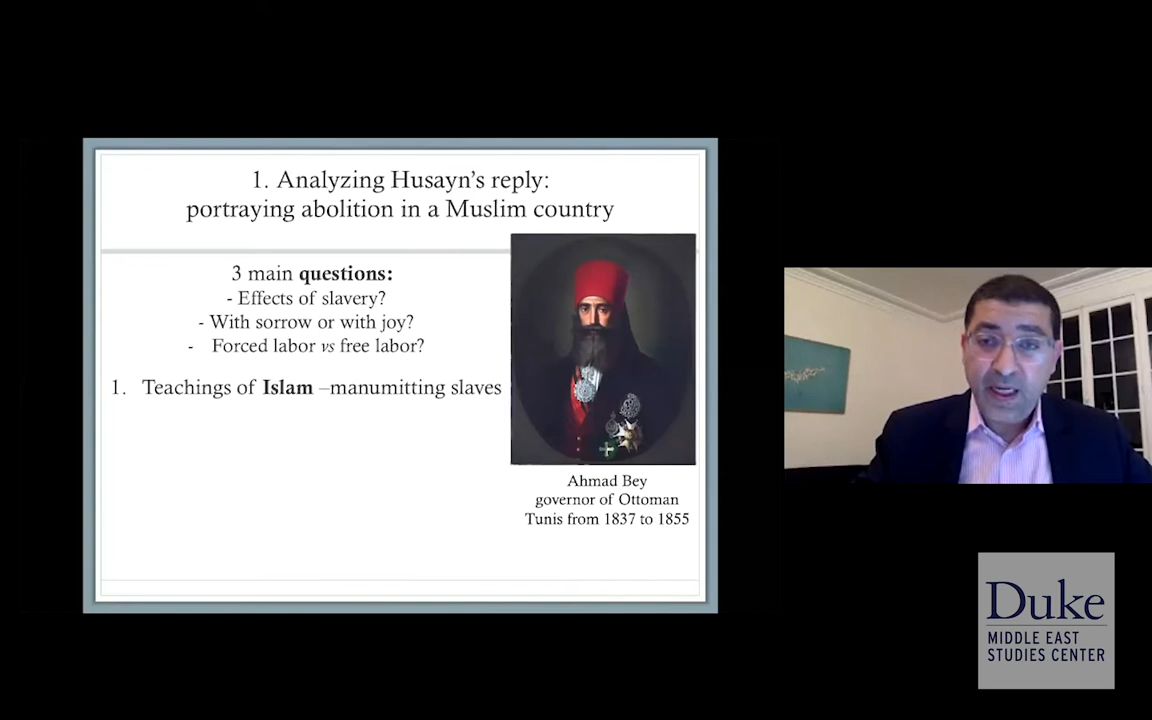 1. Analyzing Husayn's reply:
portraying abolition in a Muslim country
3 main questions:
- Effects of slavery?
- With sorrow or with joy?
- Forced labor vs free labor?
1. Teachings of Islam –manumitting slaves
Ahmad Bey
governor of Ottoman
Tunis from 1837 to 1855
Duke
MIDDLE EAST
STUDIES CENTER